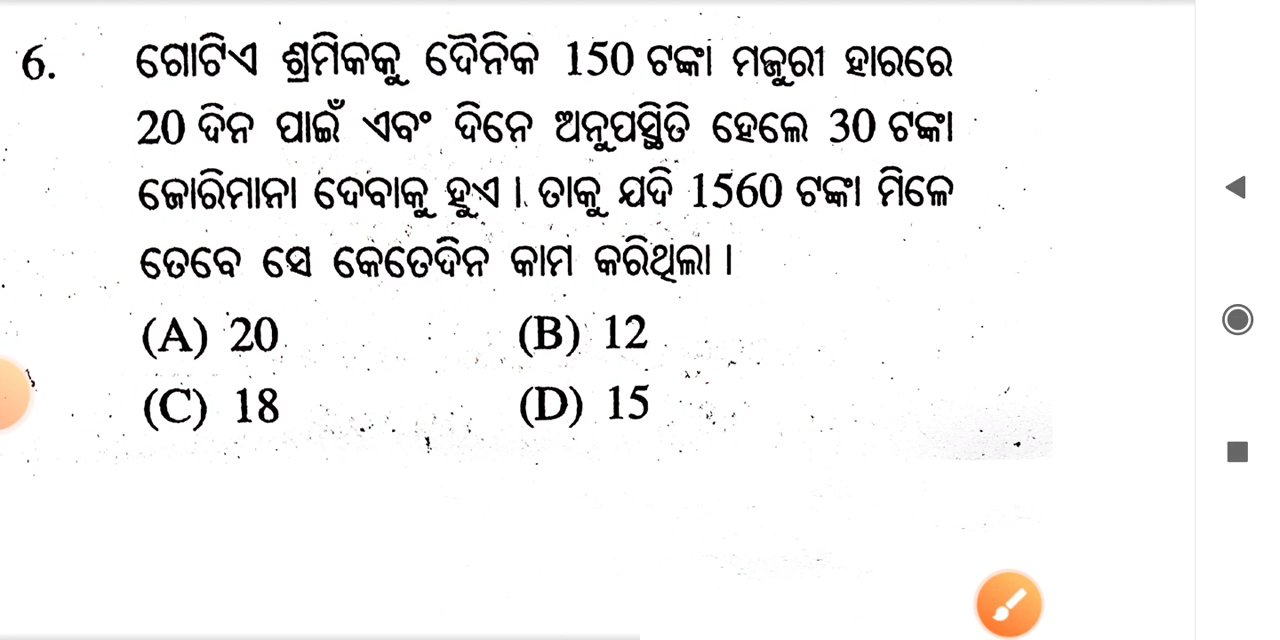 6. ଗୋଟିଏ ଶ୍ରମିକକୁ ଦୈନିକ 150 ଟଙ୍କା ମଜୁରୀ ହାରରେ
20 ଦିନ ପାଇଁ ଏବଂ ଦିନେ ଅନୁପସ୍ଥିତି ହେଲେ 30 ଟଙ୍କା
ଜୋରିମାନା ଦେବାକୁ ହୁଏ । ତାକୁ ଯଦି 1560 ଟଙ୍କା ମିଳେ
ତେବେ ସେ କେତେଦିନ କାମ କରିଥିଲା ।
(A) 20 (B) 12
(C) 18 (D) 15